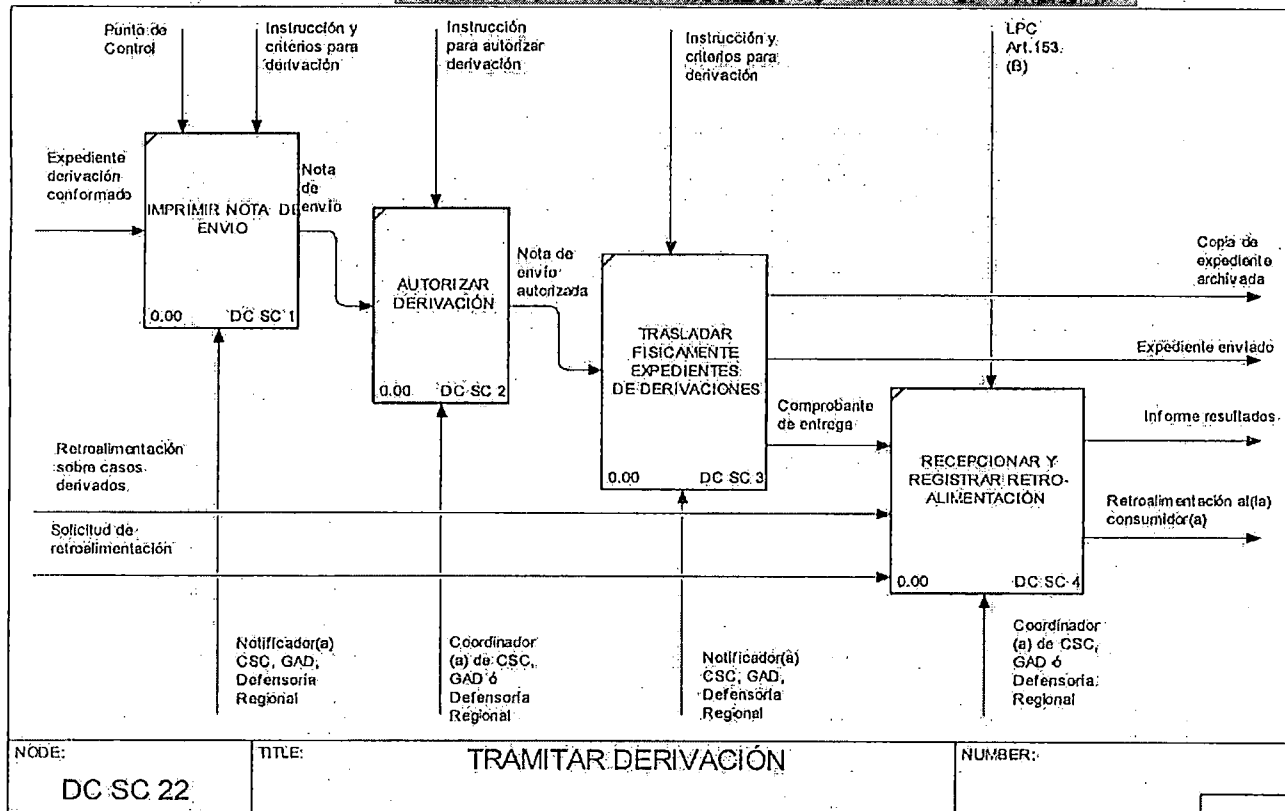 Punto de
Control
Instrucción y
criterios para
derivación
Instrucción
para autorizar
derivación
Instrucción y
criterios para
derivación
LPC
Art.153
(B)
Expediente
derivación
conformado
IMPRIMIR NOTA DE
ENVIO
0.00 DC SC 1
Nota
de
envío
AUTORIZAR
DERIVACIÓN
0.00 DC SC 2
Nota de
envío
autorizada
TRASLADAR
FISICAMENTE
EXPEDIENTES
DE DERIVACIONES
0.00 DC SC 3
Copia de
expediente
archivada
Expediente enviado
Comprobante
de entrega
Informe resultados
RECEPCIONAR Y
REGISTRAR RETRO-
ALIMENTACIÓN
0.00 DC SC 4
Retroalimentación al(la)
consumidor(a)
Retroalimentación
sobre casos
derivados
Solicitud de
retroalimentación
Notificador(a)
CSC, GAD,
Defensoría
Regional
Coordinador
(a) de CSC,
GAD ó
Defensoría
Regional
Notificador(a)
CSC, GAD,
Defensoría
Regional
Coordinador
(a) de CSC,
GAD ó
Defensoría
Regional
NODE:
DC SC 22
TITLE:
TRAMITAR DERIVACIÓN
NUMBER: